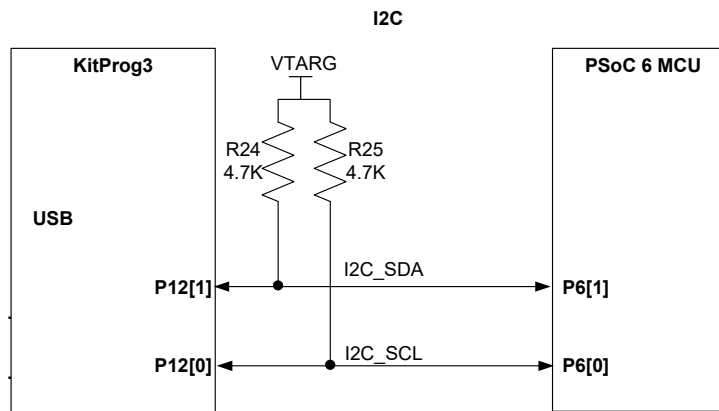 I2C
KitProg3
VTARG
PSoC 6 MCU
R24
4.7K
R25
4.7K
USB
I2C_SDA
P12[1]
P6[1]
I2C_SCL
P12[0]
P6[0]